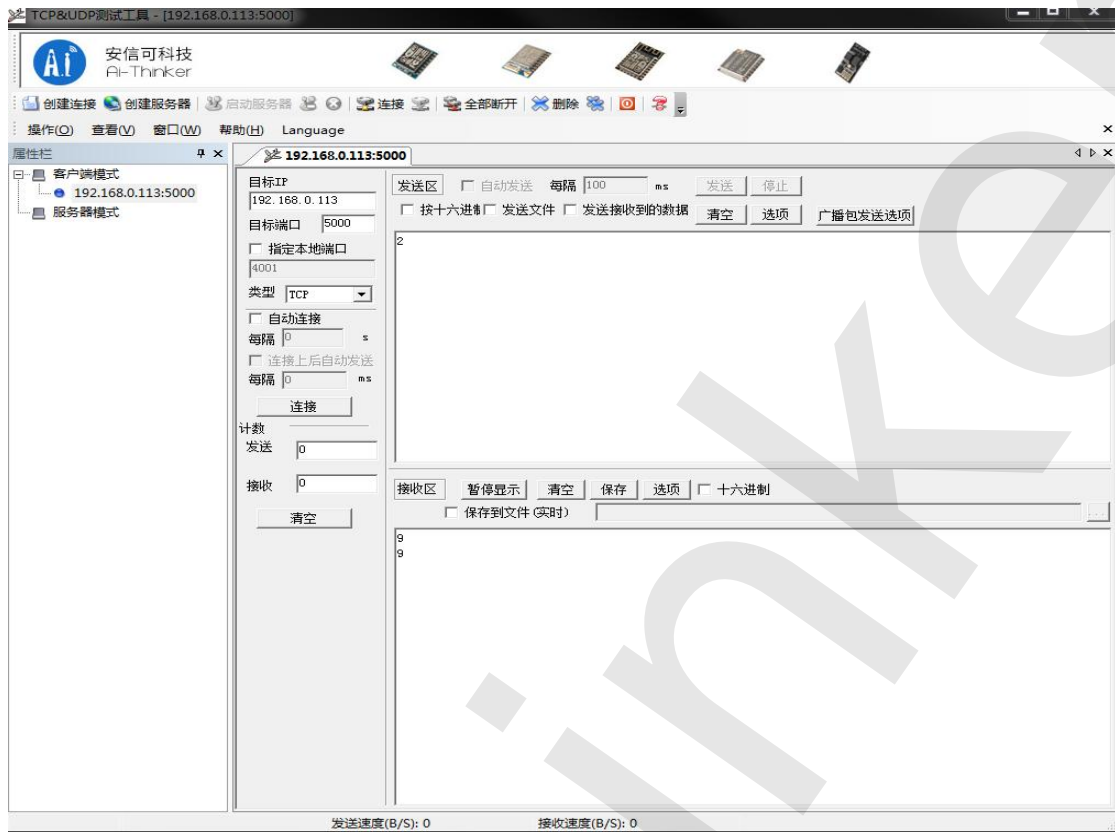 TCP&UDP测试工具 - [192.168.0.113:5000]
安信可科技
Ai-Thinker
创建连接 创建服务器 启动服务器 连接 全部断开 删除
操作(O) 查看(V) 窗口(W) 帮助(H) Language
属性栏
客户端模式
192.168.0.113:5000
服务器模式
192.168.0.113:5000
目标IP
192.168.0.113
目标端口 5000
指定本地端口
4001
类型 TCP
自动连接
每隔 0 s
连接上后自动发送
每隔 0 ms
连接
计数
发送 0
接收 0
清空
发送区 自动发送 每隔 100 ms 发送 停止
按十六进制 发送文件 发送接收到的数据 清空 选项 广播包发送选项
2
接收区 暂停显示 清空 保存 选项 十六进制
保存到文件(实时) ...
9
9
发送速度(B/S): 0 接收速度(B/S): 0